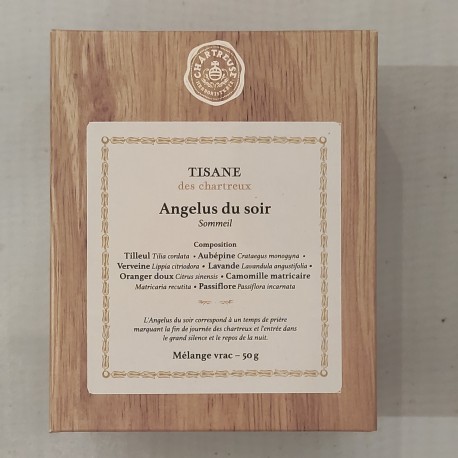 CHARTREUSE
HERBORISTERIE
TISANE
des chartreux
Angelus du soir
Sommeil
Composition
Tilleul Tilia cordata • Aubépine Crataegus monogyna •
Verveine Lippia citriodora • Lavande Lavandula angustifolia •
Oranger doux Citrus sinensis • Camomille matricaire
Matricaria recutita • Passiflore Passiflora incarnata
L'Angelus du soir correspond à un temps de prière
marquant la fin de journée des chartreux et l'entrée dans
le grand silence et le repos de la nuit.
Mélange vrac – 50 g